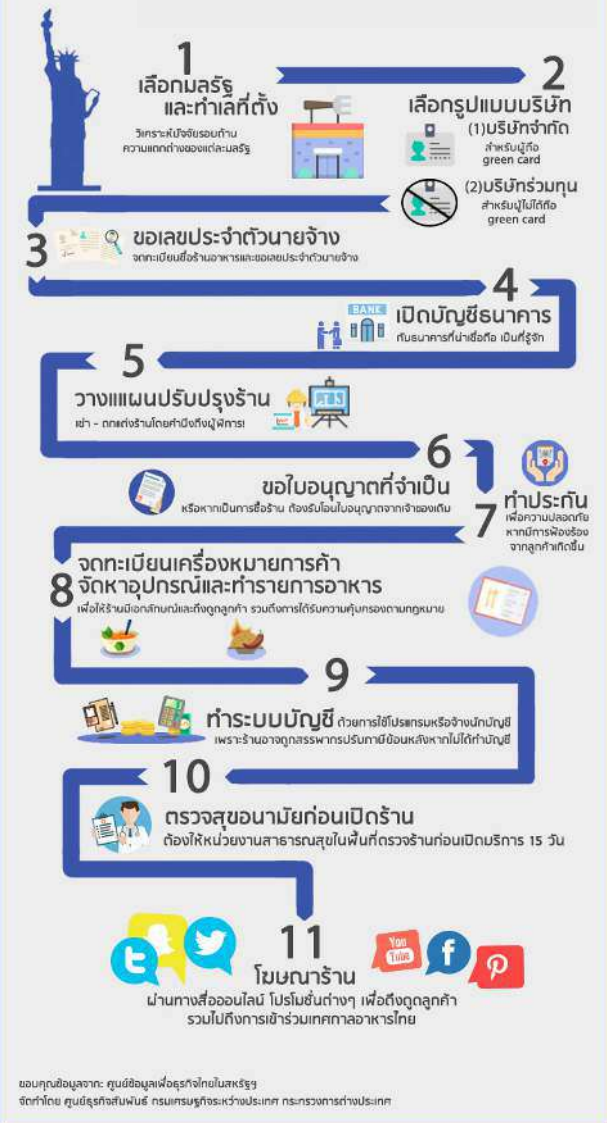 1
เลือกมลรัฐ
และทำเลที่ตั้ง
วิเคราะห์ปัจจัยรอบด้าน
ความแตกต่างของแต่ละมลรัฐ
2
เลือกรูปแบบบริษัท
(1)บริษัทจำกัด
สำหรับผู้ถือ
green card
(2)บริษัทร่วมทุน
สำหรับผู้ไม่ได้ถือ
green card
3
ขอเลขประจำตัวนายจ้าง
จดทะเบียนชื่อร้านอาหารและขอเลขประจำตัวนายจ้าง
4
BANK
เปิดบัญชีธนาคาร
กับธนาคารที่น่าเชื่อถือ เป็นที่รู้จัก
5
วางแแผนปรับปรุงร้าน
เช่า - ตกแต่งร้านโดยคำนึงถึงผู้พิการ!
6
ขอใบอนุญาตที่จำเป็น
หรือหากเป็นการซื้อร้าน ต้องรับโอนใบอนุญาตจากเจ้าของเดิม
7
ทำประกัน
เพื่อความปลอดภัย
หากมีการฟ้องร้อง
จากลูกค้าเกิดขึ้น
8
จดทะเบียนเครื่องหมายการค้า
จัดหาอุปกรณ์และทำรายการอาหาร
เพื่อให้ร้านมีเอกลักษณ์และดึงดูดลูกค้า รวมถึงการได้รับความคุ้มครองตามกฎหมาย
9
ทำระบบบัญชี ด้วยการใช้โปรแกรมหรือจ้างนักบัญชี
เพราะร้านอาจถูกสรรพากรปรับภาษีย้อนหลังหากไม่ได้ทำบัญชี
10
ตรวจสุขอนามัยก่อนเปิดร้าน
ต้องให้หน่วยงานสาธารณสุขในพื้นที่ตรวจร้านก่อนเปิดบริการ 15 วัน
11
You
Tube
โฆษณาร้าน
ผ่านทางสื่อออนไลน์ โปรโมชั่นต่างๆ เพื่อดึงดูดลูกค้า
รวมไปถึงการเข้าร่วมเทศกาลอาหารไทย
ขอบคุณข้อมูลจาก: ศูนย์ข้อมูลเพื่อธุรกิจไทยในสหรัฐฯ
จัดทำโดย ศูนย์ธุรกิจสัมพันธ์ กรมเศรษฐกิจระหว่างประเทศ กระทรวงการต่างประเทศ